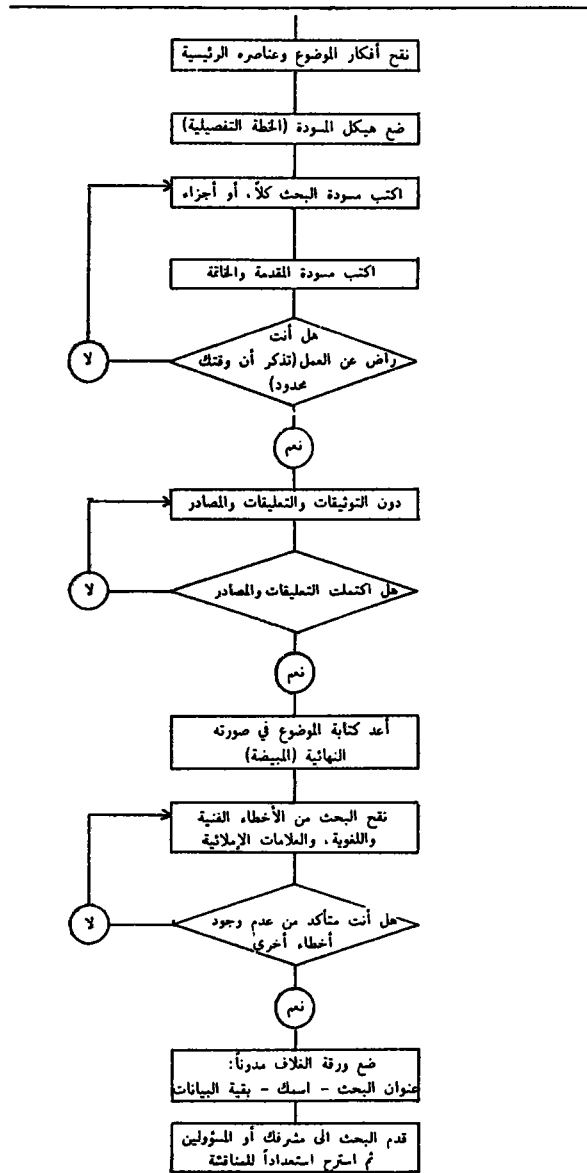 نقح أفكار الموضوع وعناصره الرئيسية
ضع هيكل المسودة (الخطة التفصيلية)
اكتب مسودة البحث كلاً، أو أجزاء
اكتب مسودة المقدمة والخاتمة
هل أنت
راض عن العمل (تذكر أن وقتك
محدود)
لا
نعم
دون التوثيقات والتعليقات والمصادر
هل اكتملت التعليقات والمصادر
لا
نعم
أعد كتابة الموضوع في صورته
النهائية (المبيضة)
نقح البحث من الأخطاء الفنية
واللغوية، والعلامات الإملائية
هل أنت متأكد من عدم وجود
أخطاء أخرى
لا
نعم
ضع ورقة الغلاف مدوناً:
عنوان البحث - اسمك - بقية البيانات
قدم البحث الى مشرفك أو المسؤولين
ثم استرح استعداداً للمناقشة